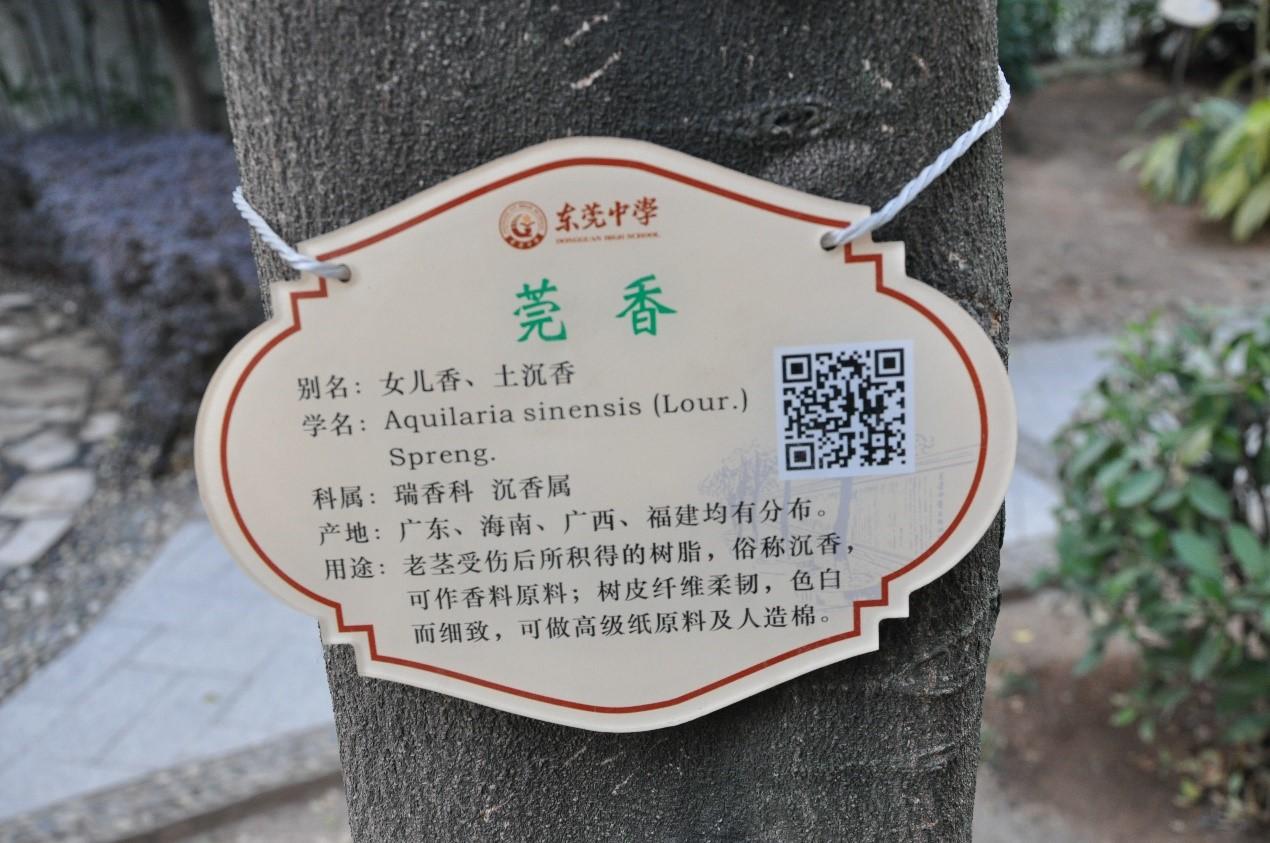 东莞中学
DONGGUAN HIGH SCHOOL
莞 香
别名：女儿香、土沉香
学名：Aquilaria sinensis (Lour.)
Spreng.
科属：瑞香科 沉香属
产地：广东、海南、广西、福建均有分布。
用途：老茎受伤后所积得的树脂，俗称沉香，
可作香料原料；树皮纤维柔韧，色白
而细致，可做高级纸原料及人造棉。